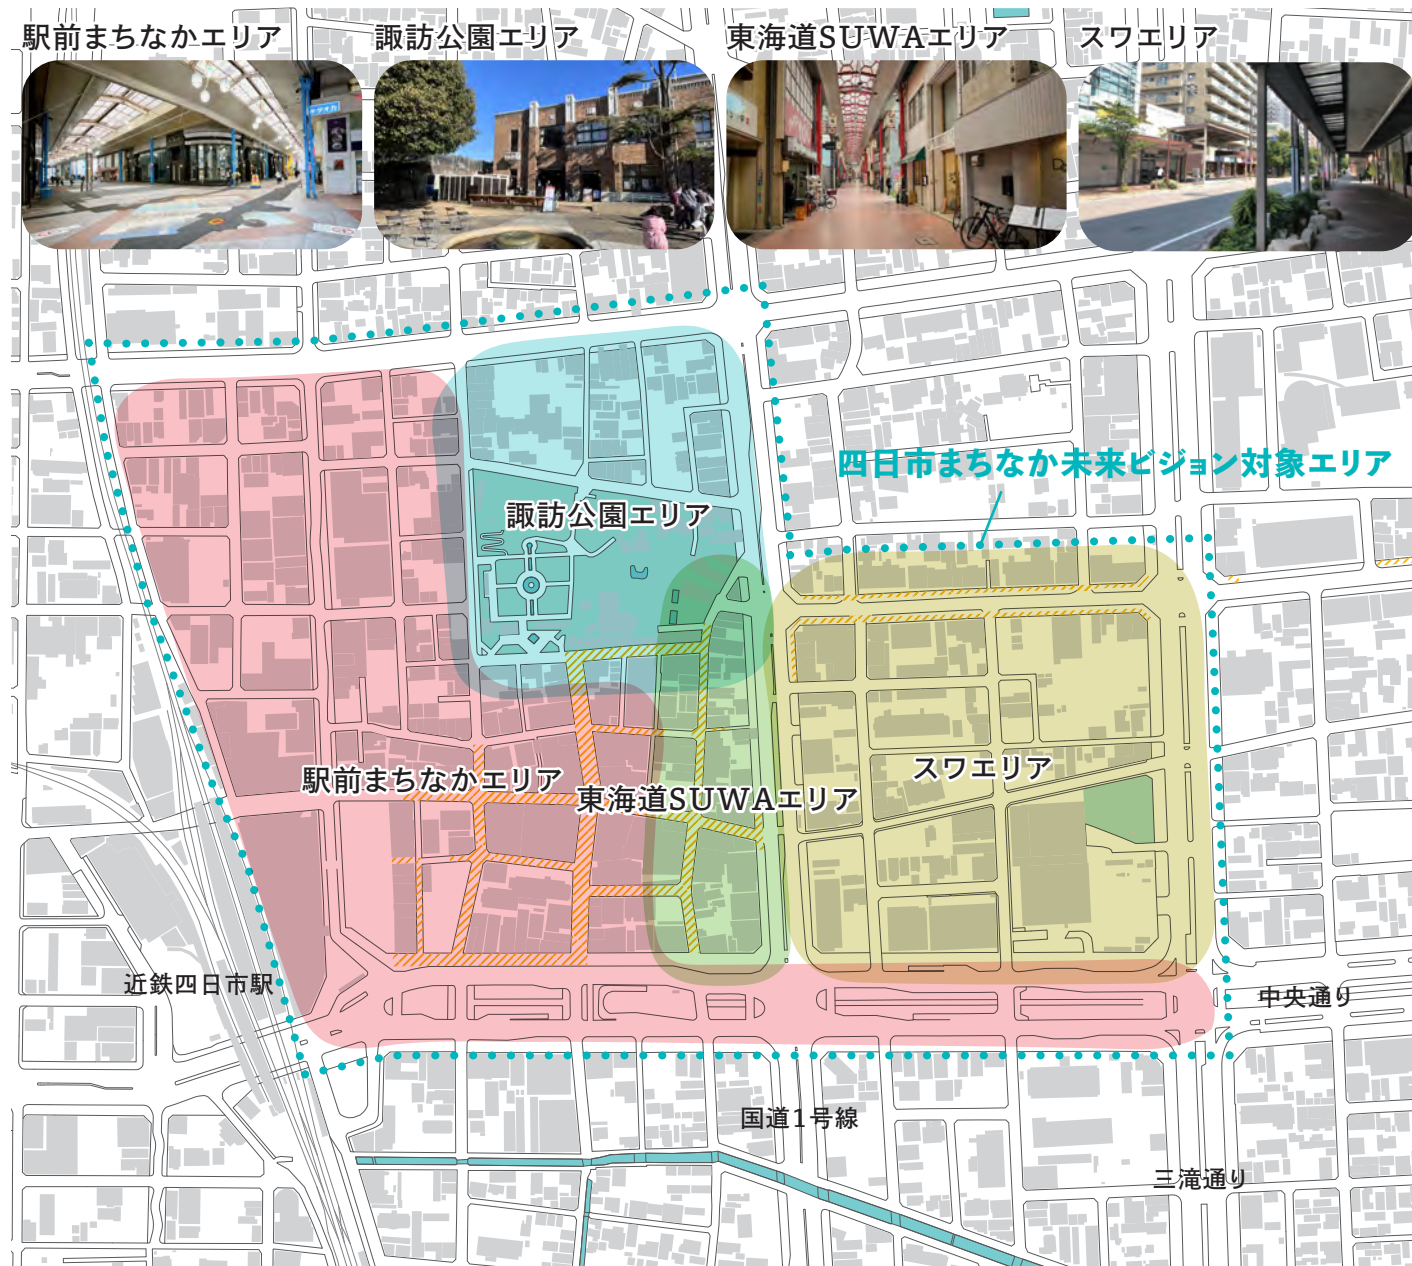 駅前まちなかエリア
諏訪公園エリア
東海道SUWAエリア
スワエリア
四日市まちなか未来ビジョン対象エリア
諏訪公園エリア
スワエリア
駅前まちなかエリア
東海道SUWAエリア
近鉄四日市駅
中央通り
国道1号線
三滝通り